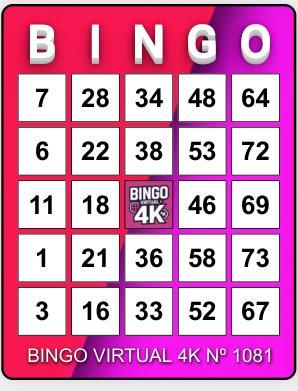 B I N G O
7 28 34 48 64
6 22 38 53 72
11 18 BINGO VIRTUAL 4K 46 69
1 21 36 58 73
3 16 33 52 67
BINGO VIRTUAL 4K Nº 1081